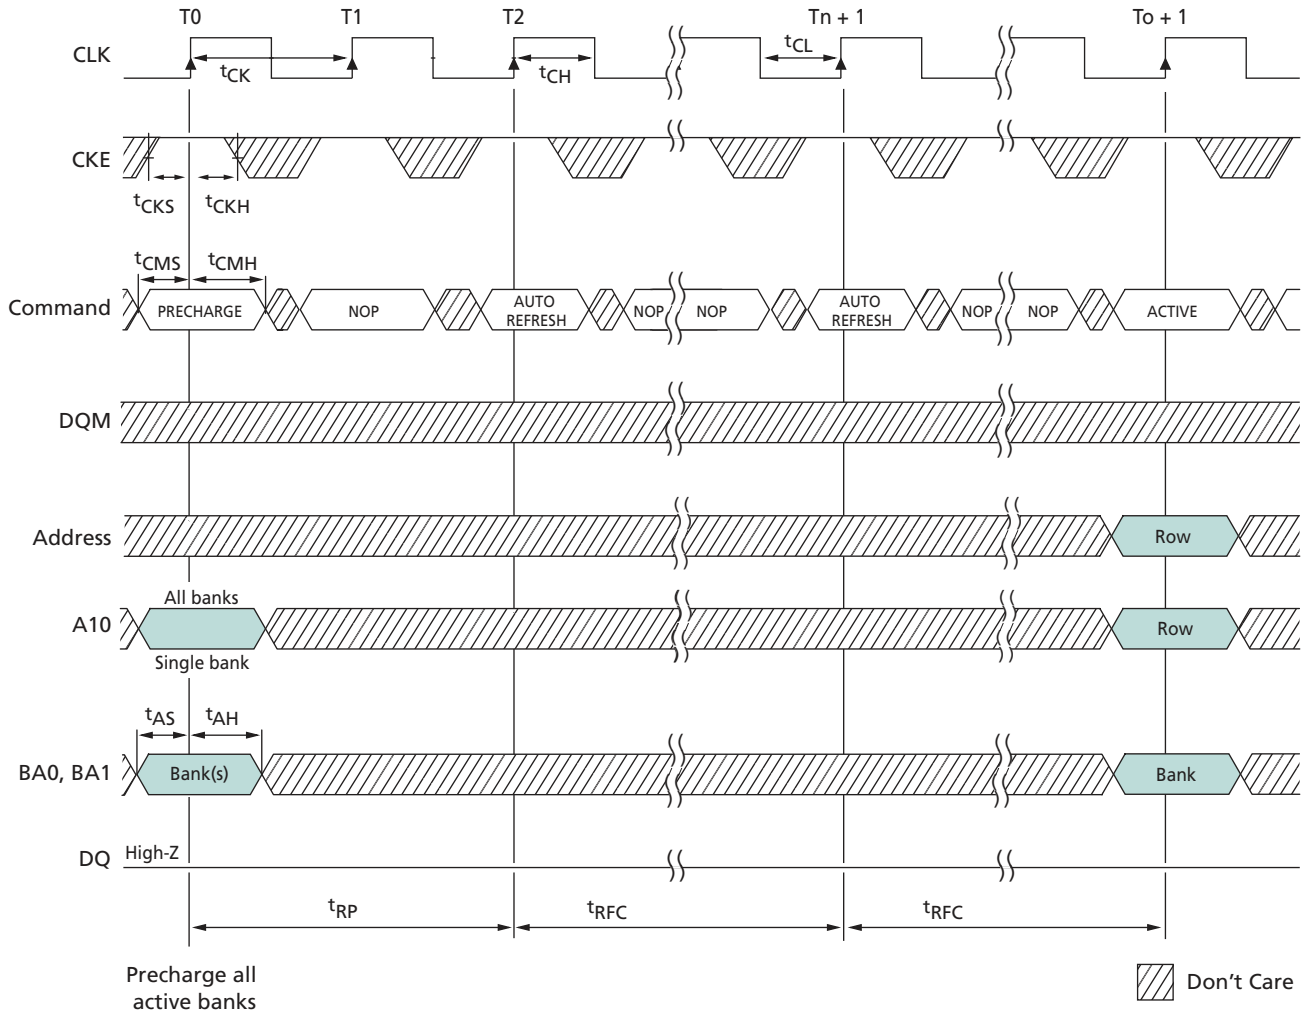 T0 T1 T2 Tn + 1 To + 1
CLK
tCK tCH tCL
CKE
tCKS tCKH
tCMS tCMH
Command PRECHARGE NOP AUTO REFRESH NOP NOP AUTO REFRESH NOP NOP ACTIVE
DQM
Address Row
All banks
A10 Row
Single bank
tAS tAH
BA0, BA1 Bank(s) Bank
DQ High-Z
tRP tRFC tRFC
Precharge all
active banks
Don't Care